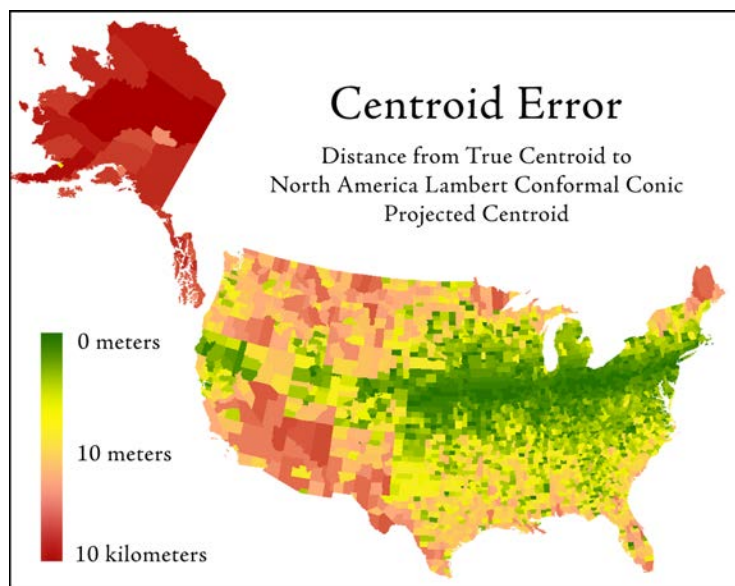 Centroid Error
Distance from True Centroid to
North America Lambert Conformal Conic
Projected Centroid
0 meters
10 meters
10 kilometers